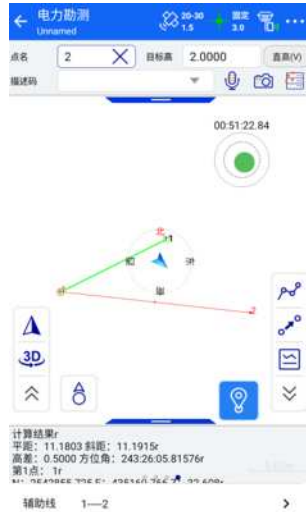 电力勘测
Unnamed
20-30
1.5
固定
3.0
点名 2 目标高 2.0000 直高(V)
描述码
00:51:22.84
北
1
东
南
2
3D
计算结果r
平距：11.1803 斜距：11.1915r
高差：0.5000 方位角：243:26:05.81576r
第1点：1r
辅助线 1----2